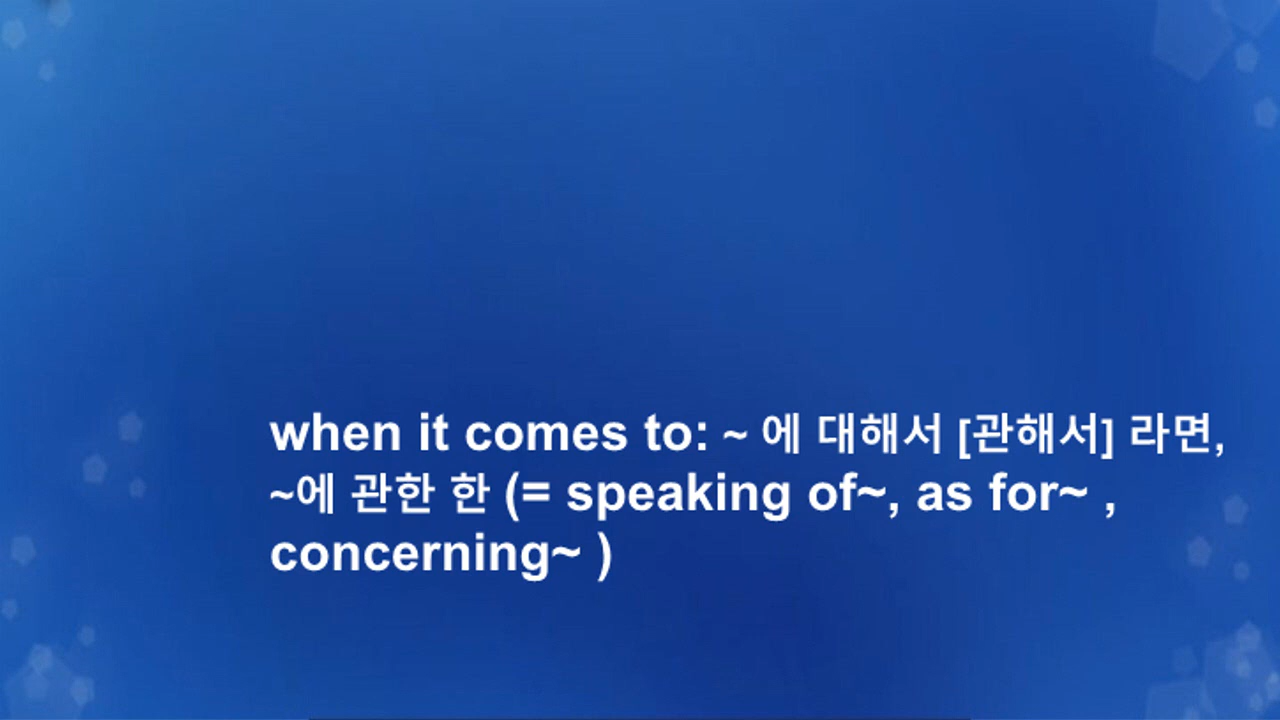 when it comes to: ~ 에 대해서 [관해서] 라면,
~에 관한 한 (= speaking of~, as for~ ,
concerning~ )